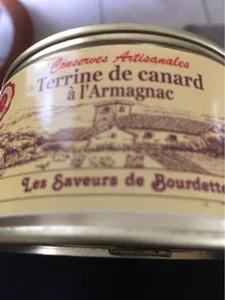 Conserves Artisanales
Terrine de canard
à l'Armagnac
Les Saveurs de Bourdette